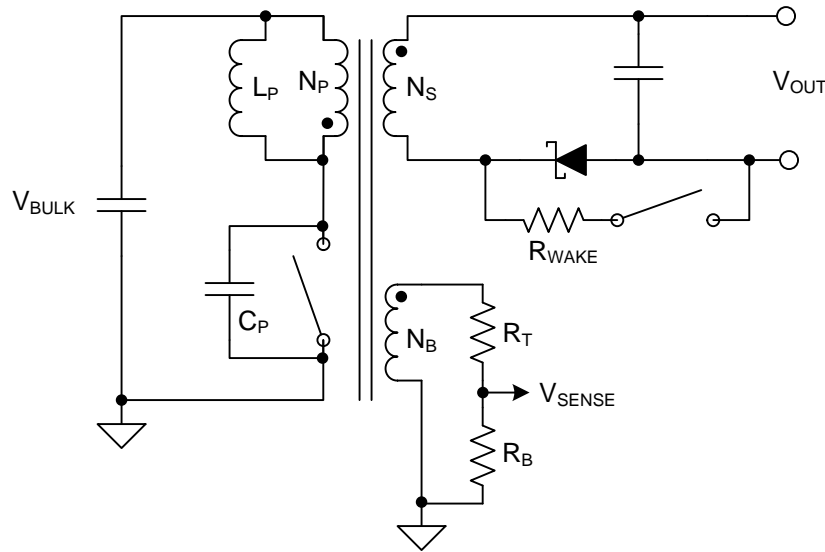 L_P
N_P
N_S
V_OUT
V_BULK
R_WAKE
C_P
N_B
R_T
V_SENSE
R_B